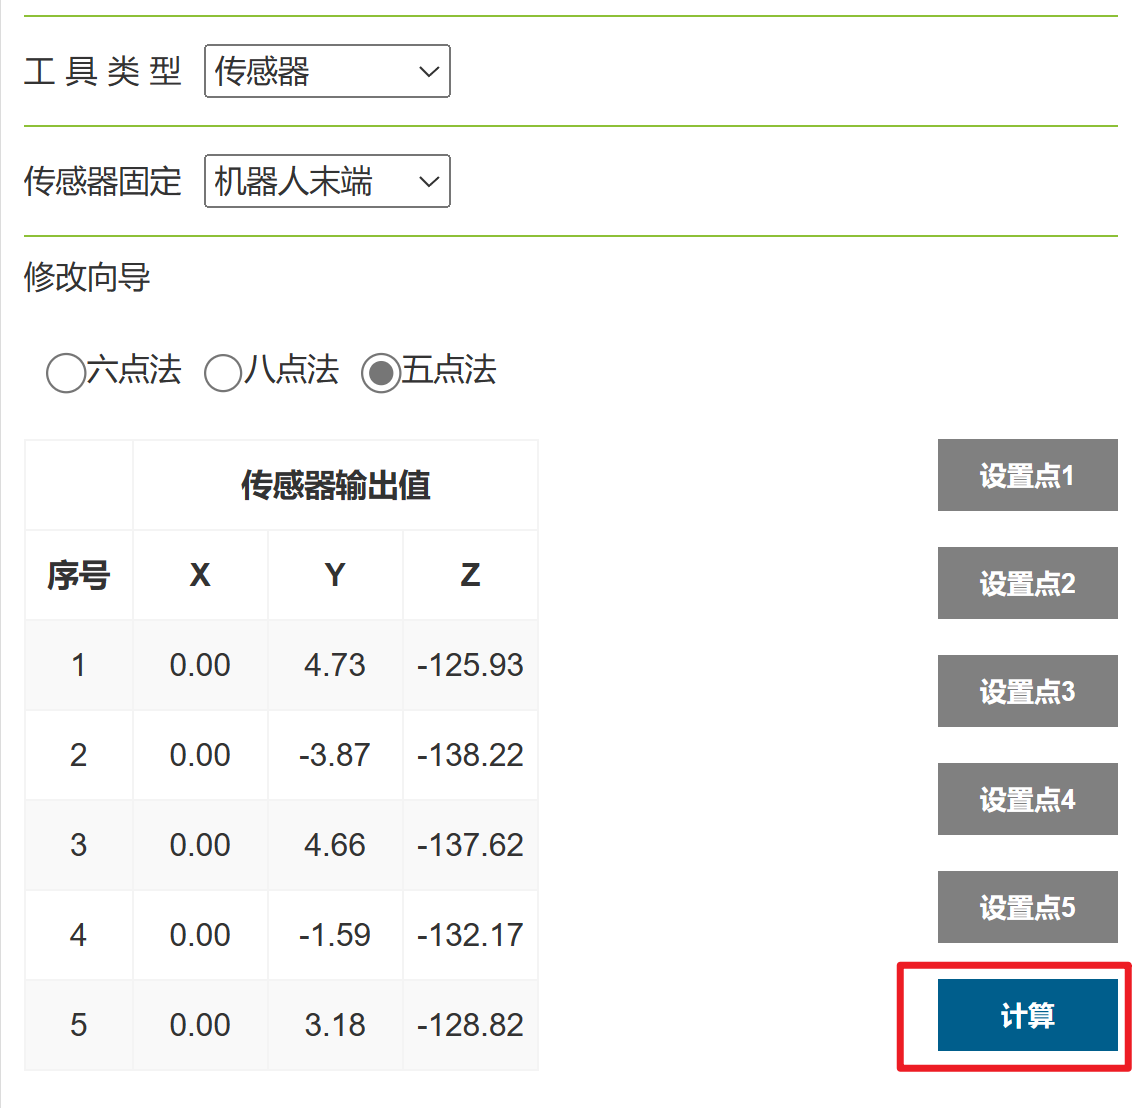 工 具 类 型 传感器
传感器固定 机器人末端
修改向导
六点法 八点法 五点法
传感器输出值
序号 X Y Z
1 0.00 4.73 -125.93
2 0.00 -3.87 -138.22
3 0.00 4.66 -137.62
4 0.00 -1.59 -132.17
5 0.00 3.18 -128.82
设置点1
设置点2
设置点3
设置点4
设置点5
计算